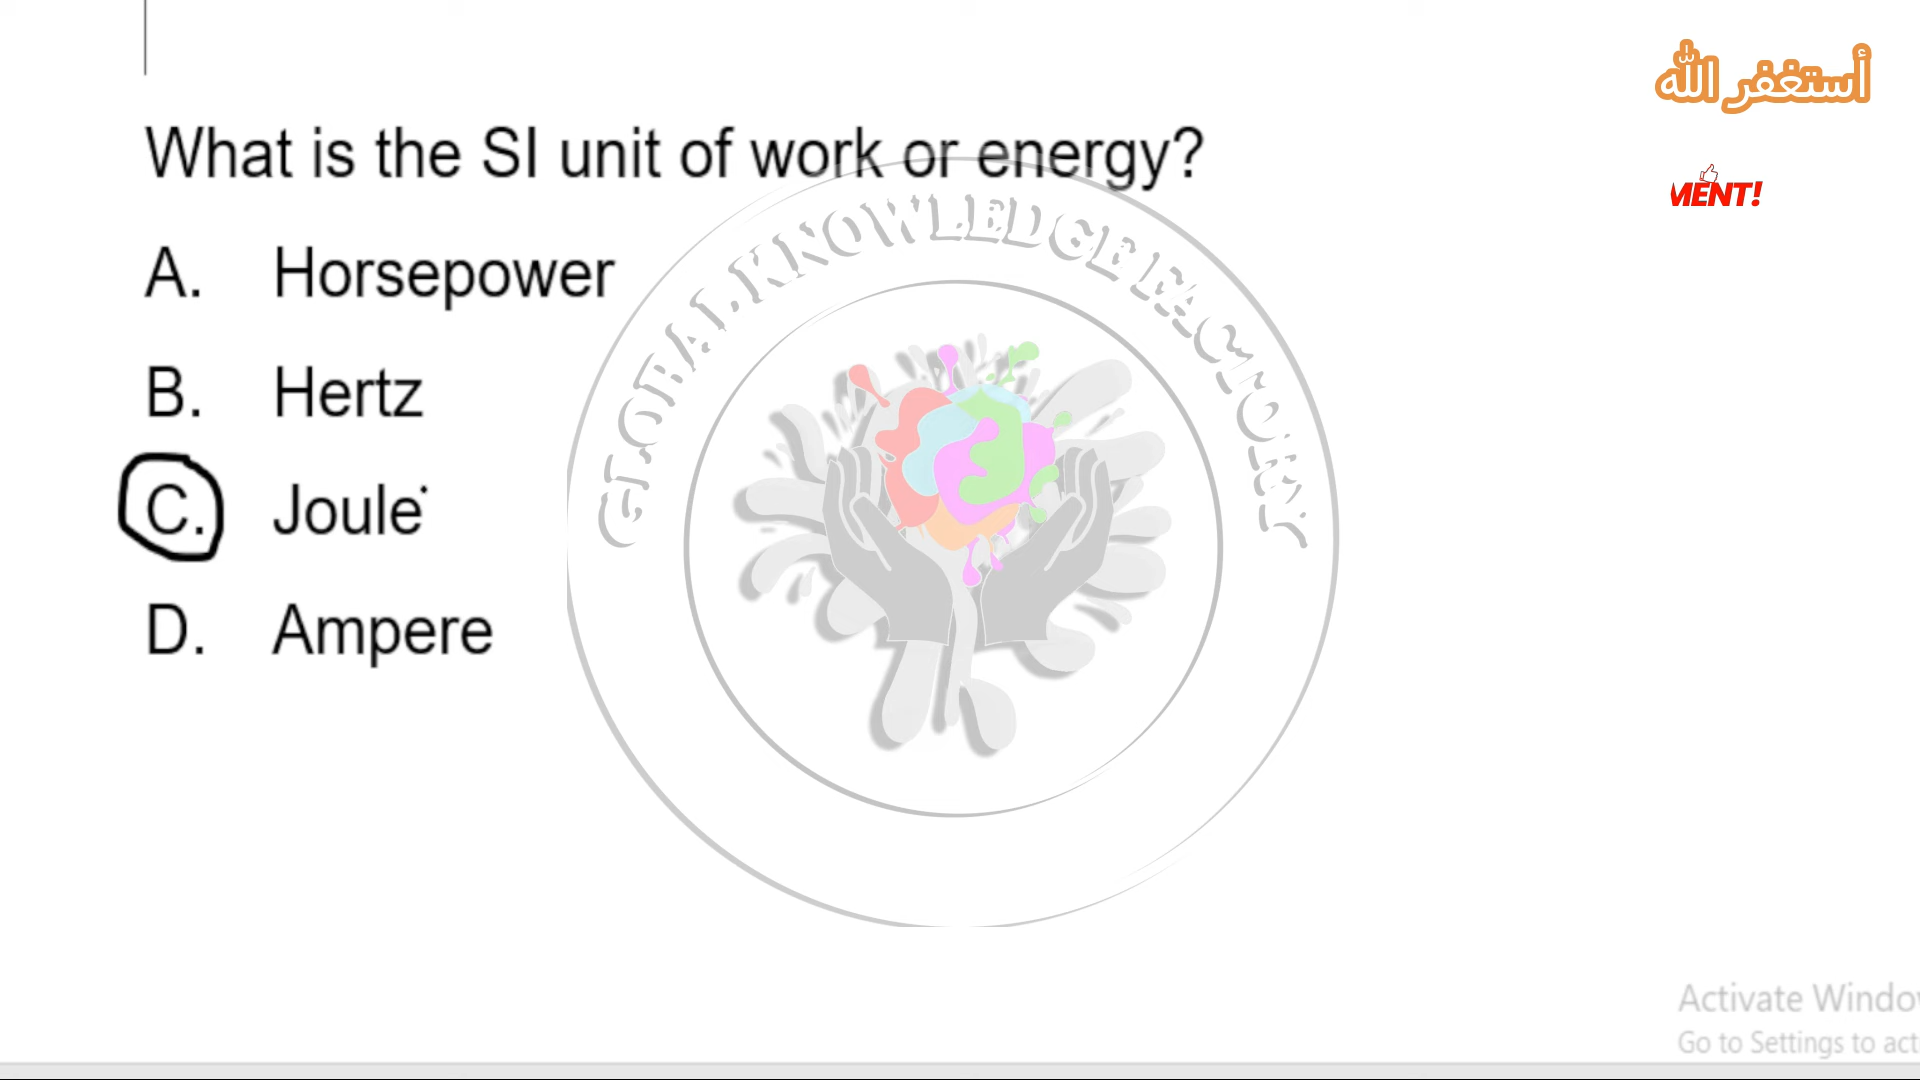 أستغفر الله
What is the SI unit of work or energy?
MENT!
GLOBAL KNOWLEDGE FACTORY
A. Horsepower
B. Hertz
C. Joule
D. Ampere
Activate Windo
Go to Settings to act